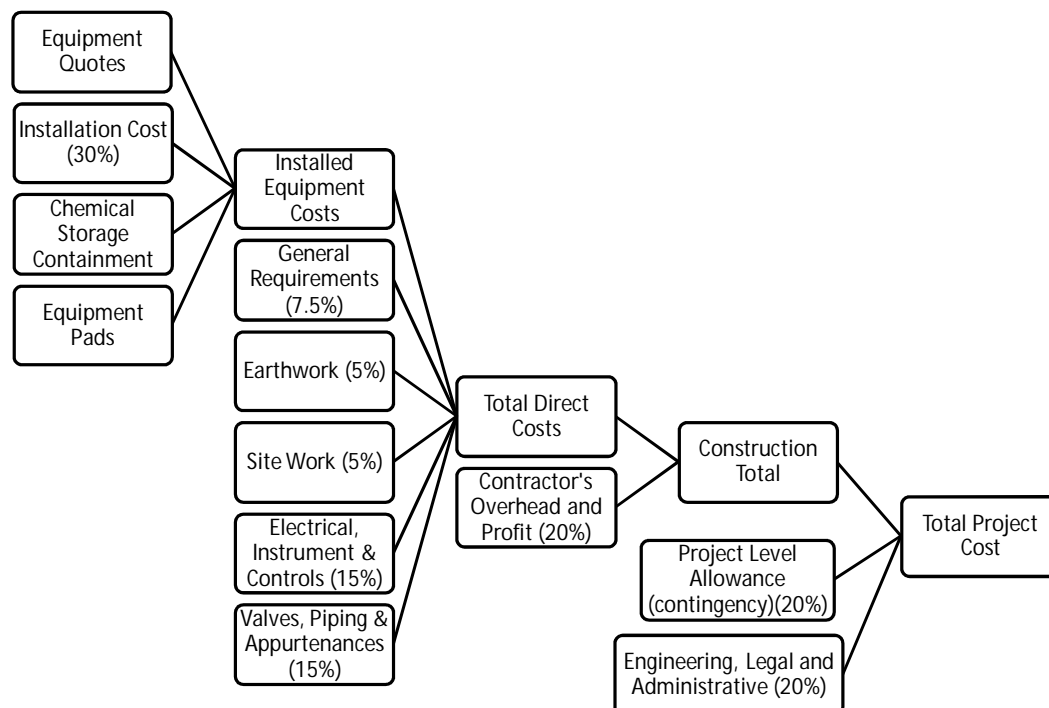 Equipment
Quotes
Installation Cost
(30%)
Chemical
Storage
Containment
Equipment
Pads
Installed
Equipment
Costs
General
Requirements
(7.5%)
Earthwork (5%)
Site Work (5%)
Electrical,
Instrument &
Controls (15%)
Valves, Piping &
Appurtenances
(15%)
Total Direct
Costs
Contractor's
Overhead and
Profit (20%)
Construction
Total
Project Level
Allowance
(contingency)(20%)
Engineering, Legal and
Administrative (20%)
Total Project
Cost